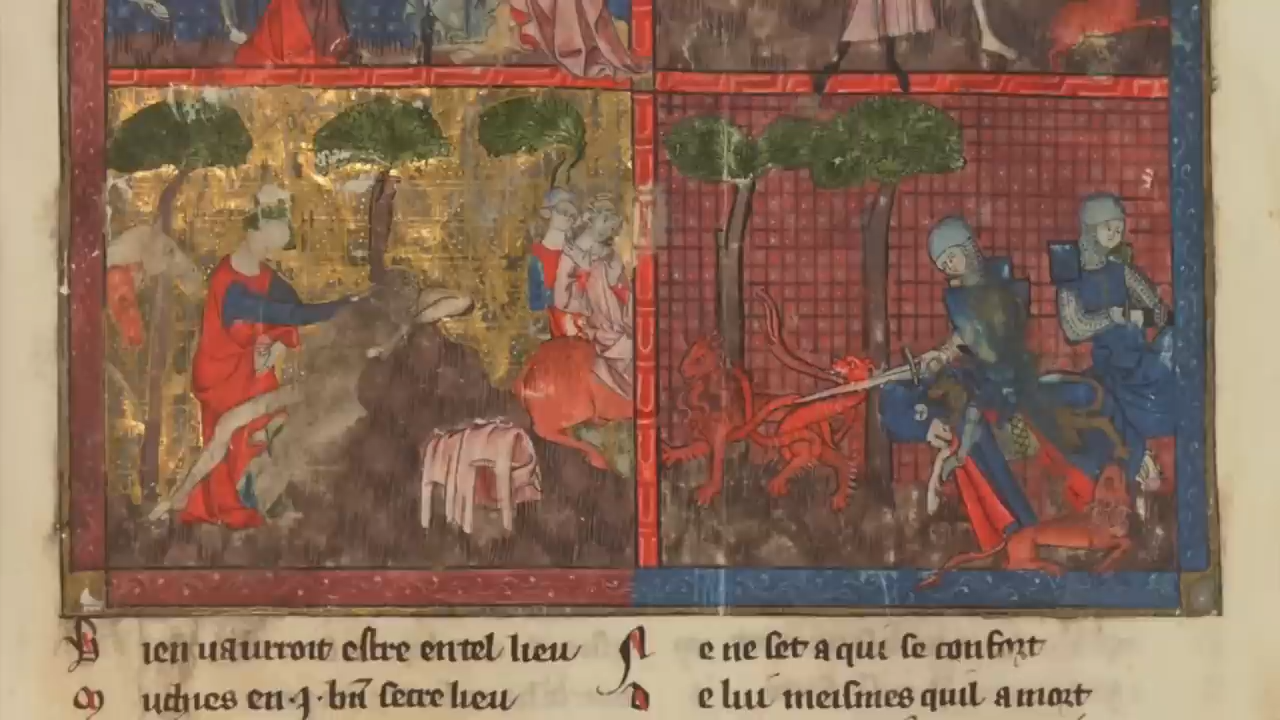 Bien uaurroit estre en tel lieu
Muchies en .I. bn̄ secre lieu
Se ne set a qui se confort
De lui meismes quil a mort